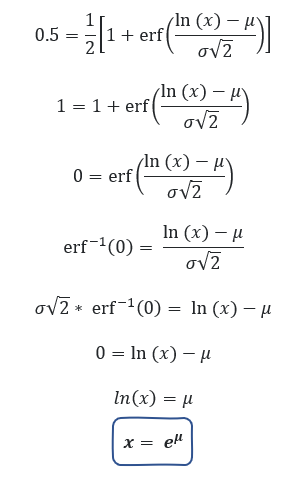 0.5 = 1/2 [1 + erf((ln (x) − μ)/(σ√2))]
1 = 1 + erf((ln (x) − μ)/(σ√2))
0 = erf((ln (x) − μ)/(σ√2))
erf⁻¹(0) = (ln (x) − μ)/(σ√2)
σ√2 * erf⁻¹(0) = ln (x) − μ
0 = ln (x) − μ
ln(x) = μ
x = e^μ